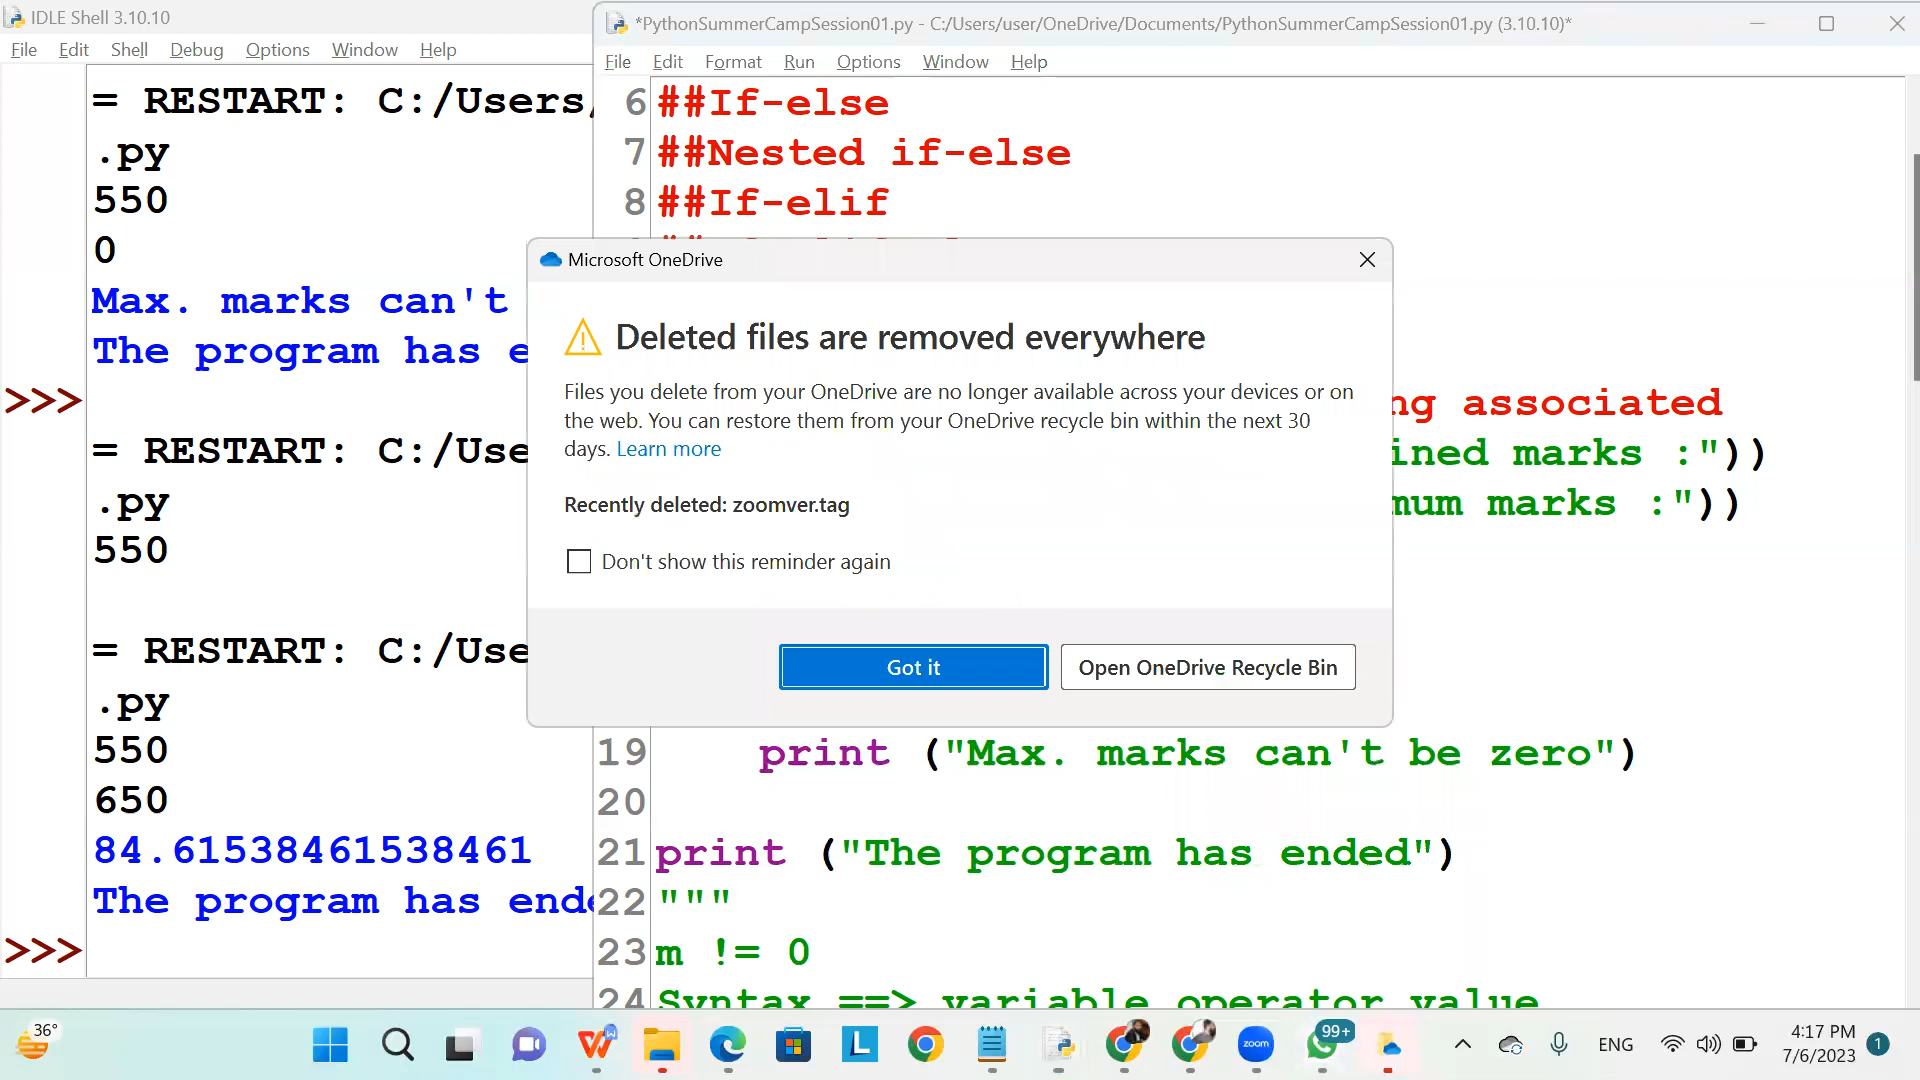 IDLE Shell 3.10.10
File Edit Shell Debug Options Window Help
= RESTART: C:/Users/
.py
550
0
Max. marks can't
The program has e
>>>
= RESTART: C:/Use
.py
550
= RESTART: C:/Use
.py
550
650
84.61538461538461
The program has ende
>>>
*PythonSummerCampSession01.py - C:/Users/user/OneDrive/Documents/PythonSummerCampSession01.py (3.10.10)*
File Edit Format Run Options Window Help
6 ##If-else
7 ##Nested if-else
8 ##If-elif
ng associated
ined marks :"))
mum marks :"))
19 print ("Max. marks can't be zero")
20
21 print ("The program has ended")
22 """
23 m != 0
24 Syntax ==> variable operator value
Microsoft OneDrive
Deleted files are removed everywhere
Files you delete from your OneDrive are no longer available across your devices or on
the web. You can restore them from your OneDrive recycle bin within the next 30
days. Learn more
Recently deleted: zoomver.tag
Don't show this reminder again
Got it
Open OneDrive Recycle Bin
36°
W
L
zoom
99+
ENG
4:17 PM
7/6/2023
1